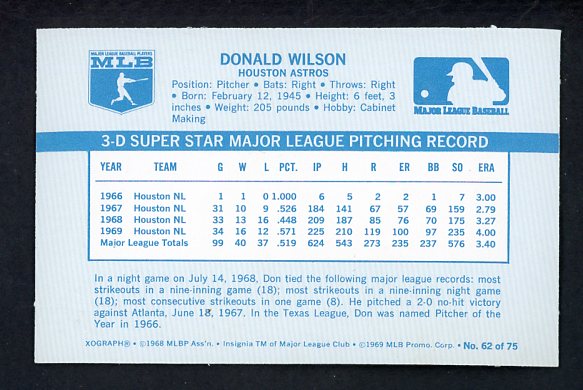 MAJOR LEAGUE BASEBALL PLAYERS
MLB
DONALD WILSON
HOUSTON ASTROS
Position: Pitcher • Bats: Right • Throws: Right
• Born: February 12, 1945 • Height: 6 feet, 3
inches • Weight: 205 pounds • Hobby: Cabinet
Making
MAJOR LEAGUE BASEBALL
3-D SUPER STAR MAJOR LEAGUE PITCHING RECORD
YEAR TEAM G W L PCT. IP H R ER BB SO ERA
1966 Houston NL 1 1 0 1.000 6 5 2 2 1 7 3.00
1967 Houston NL 31 10 9 .526 184 141 67 57 69 159 2.79
1968 Houston NL 33 13 16 .448 209 187 85 76 70 175 3.27
1969 Houston NL 34 16 12 .571 225 210 119 100 97 235 4.00
Major League Totals 99 40 37 .519 624 543 273 235 237 576 3.40
In a night game on July 14, 1968, Don tied the following major league records: most
strikeouts in a nine-inning game (18); most strikeouts in a nine-inning night game
(18); most consecutive strikeouts in one game (8). He pitched a 2-0 no-hit victory
against Atlanta, June 18, 1967. In the Texas League, Don was named Pitcher of the
Year in 1966.
XOGRAPH® • ©1968 MLBP Ass'n. • Insignia TM of Major League Club • ©1969 MLB Promo. Corp. • No. 62 of 75